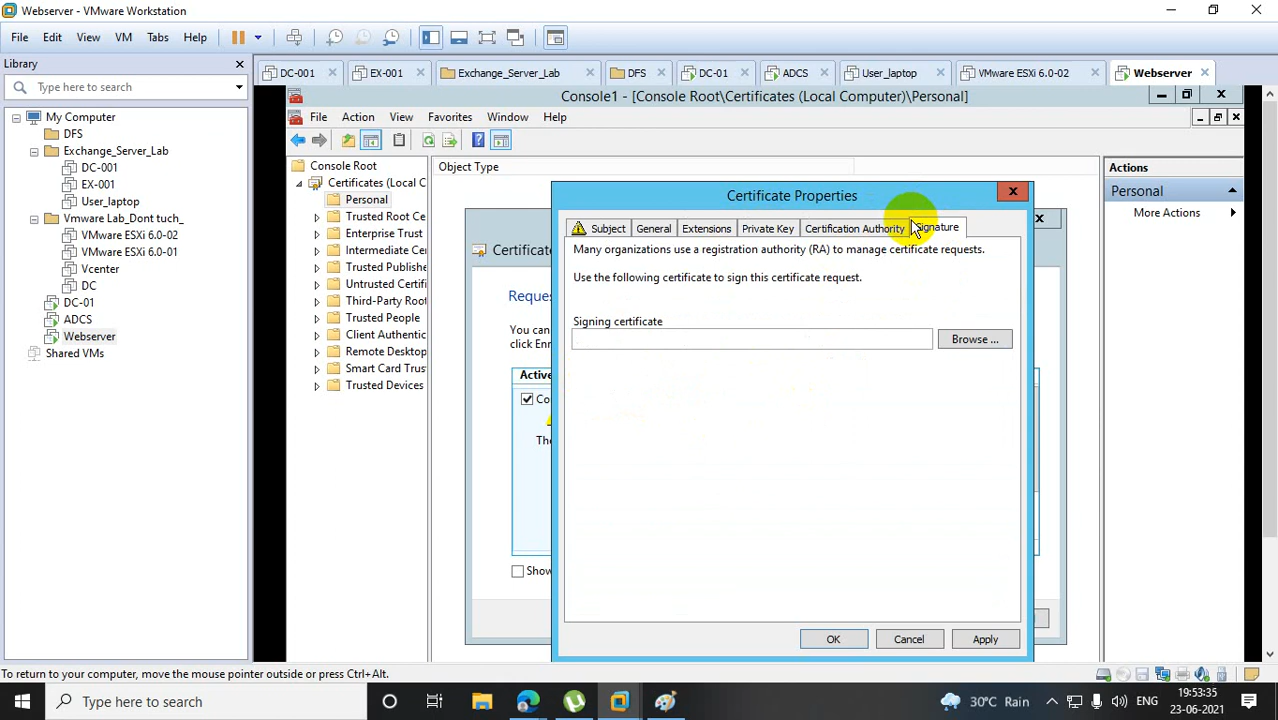 Webserver - VMware Workstation
File Edit View VM Tabs Help
Library
Type here to search
My Computer
DFS
Exchange_Server_Lab
DC-001
EX-001
User_laptop
Vmware Lab_Dont tuch_
VMware ESXi 6.0-02
VMware ESXi 6.0-01
Vcenter
DC
DC-01
ADCS
Webserver
Shared VMs
DC-001 EX-001 Exchange_Server_Lab DFS DC-01 ADCS User_laptop VMware ESXi 6.0-02 Webserver
Console1 - [Console Root\Certificates (Local Computer)\Personal]
File Action View Favorites Window Help
Console Root
Certificates (Local C
Personal
Trusted Root Ce
Enterprise Trust
Intermediate Cer
Trusted Publishe
Untrusted Certif
Third-Party Root
Trusted People
Client Authentic
Remote Desktop
Smart Card Trus
Trusted Devices
Object Type
Actions
Personal
More Actions
Certificate
Reques
You can
click Enr
Active
Co
The
Show
Certificate Properties
Subject General Extensions Private Key Certification Authority Signature
Many organizations use a registration authority (RA) to manage certificate requests.
Use the following certificate to sign this certificate request.
Signing certificate
Browse ...
OK Cancel Apply
To return to your computer, move the mouse pointer outside or press Ctrl+Alt.
Type here to search
30°C Rain
ENG
19:53:35
23-06-2021